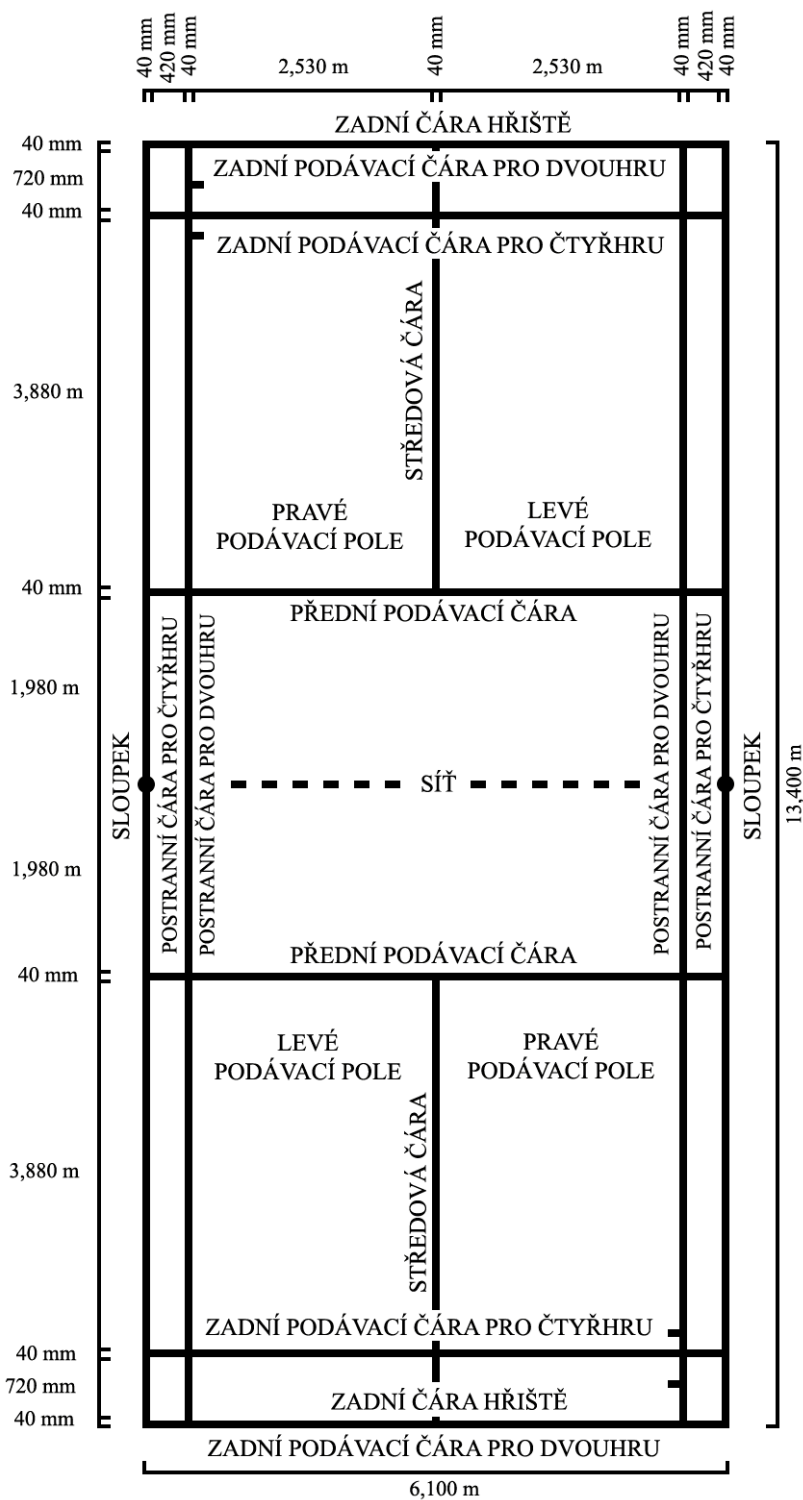 40 mm
420 mm
40 mm
2,530 m
40 mm
2,530 m
40 mm
420 mm
40 mm
ZADNÍ ČÁRA HŘIŠTĚ
40 mm
ZADNÍ PODÁVACÍ ČÁRA PRO DVOUHRU
720 mm
40 mm
ZADNÍ PODÁVACÍ ČÁRA PRO ČTYŘHRU
STŘEDOVÁ ČÁRA
3,880 m
PRAVÉ
PODÁVACÍ POLE
LEVÉ
PODÁVACÍ POLE
40 mm
PŘEDNÍ PODÁVACÍ ČÁRA
1,980 m
SLOUPEK
POSTRANNÍ ČÁRA PRO ČTYŘHRU
POSTRANNÍ ČÁRA PRO DVOUHRU
SÍŤ
POSTRANNÍ ČÁRA PRO DVOUHRU
POSTRANNÍ ČÁRA PRO ČTYŘHRU
SLOUPEK
13,400 m
1,980 m
PŘEDNÍ PODÁVACÍ ČÁRA
40 mm
LEVÉ
PODÁVACÍ POLE
PRAVÉ
PODÁVACÍ POLE
3,880 m
STŘEDOVÁ ČÁRA
ZADNÍ PODÁVACÍ ČÁRA PRO ČTYŘHRU
40 mm
720 mm
ZADNÍ ČÁRA HŘIŠTĚ
40 mm
ZADNÍ PODÁVACÍ ČÁRA PRO DVOUHRU
6,100 m